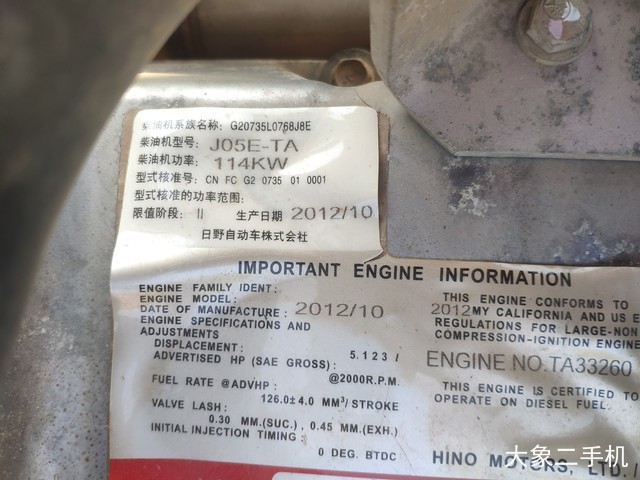 柴油机系族名称: G20735L0768J8E
柴油机型号: J05E-TA
柴油机功率: 114KW
型式核准号: CN FC G2 0735 01 0001
型式核准的功率范围:
限值阶段: II 生产日期 2012/10
日野自动车株式会社
IMPORTANT ENGINE INFORMATION
ENGINE FAMILY IDENT:
ENGINE MODEL:
DATE OF MANUFACTURE: 2012/10
ENGINE SPECIFICATIONS AND
ADJUSTMENTS
DISPLACEMENT: 5.123 /
ADVERTISED HP (SAE GROSS):
@2000R.P.M.
FUEL RATE @ADVHP:
126.0±4.0 MM³/STROKE
VALVE LASH:
0.30 MM.(SUC.), 0.45 MM.(EXH.)
INITIAL INJECTION TIMING:
0 DEG. BTDC
THIS ENGINE CONFORMS TO
2012MY CALIFORNIA AND US E
REGULATIONS FOR LARGE-NON
COMPRESSION-IGNITION ENGINE
ENGINE NO.TA33260
THIS ENGINE IS CERTIFIED TO
OPERATE ON DIESEL FUEL.
HINO MOTORS, LTD./
大象二手机